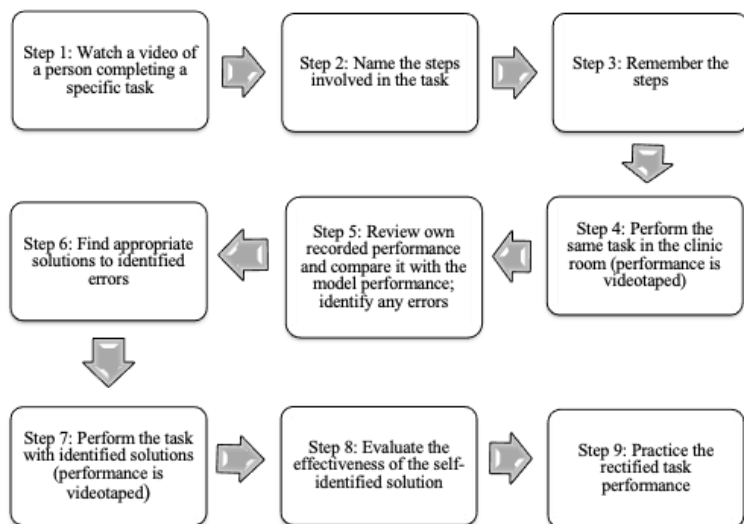 Step 1: Watch a video of
a person completing a
specific task
Step 2: Name the steps
involved in the task
Step 3: Remember the
steps
Step 4: Perform the
same task in the clinic
room (performance is
videotaped)
Step 5: Review own
recorded performance
and compare it with the
model performance;
identify any errors
Step 6: Find appropriate
solutions to identified
errors
Step 7: Perform the task
with identified solutions
(performance is
videotaped)
Step 8: Evaluate the
effectiveness of the self-
identified solution
Step 9: Practice the
rectified task
performance